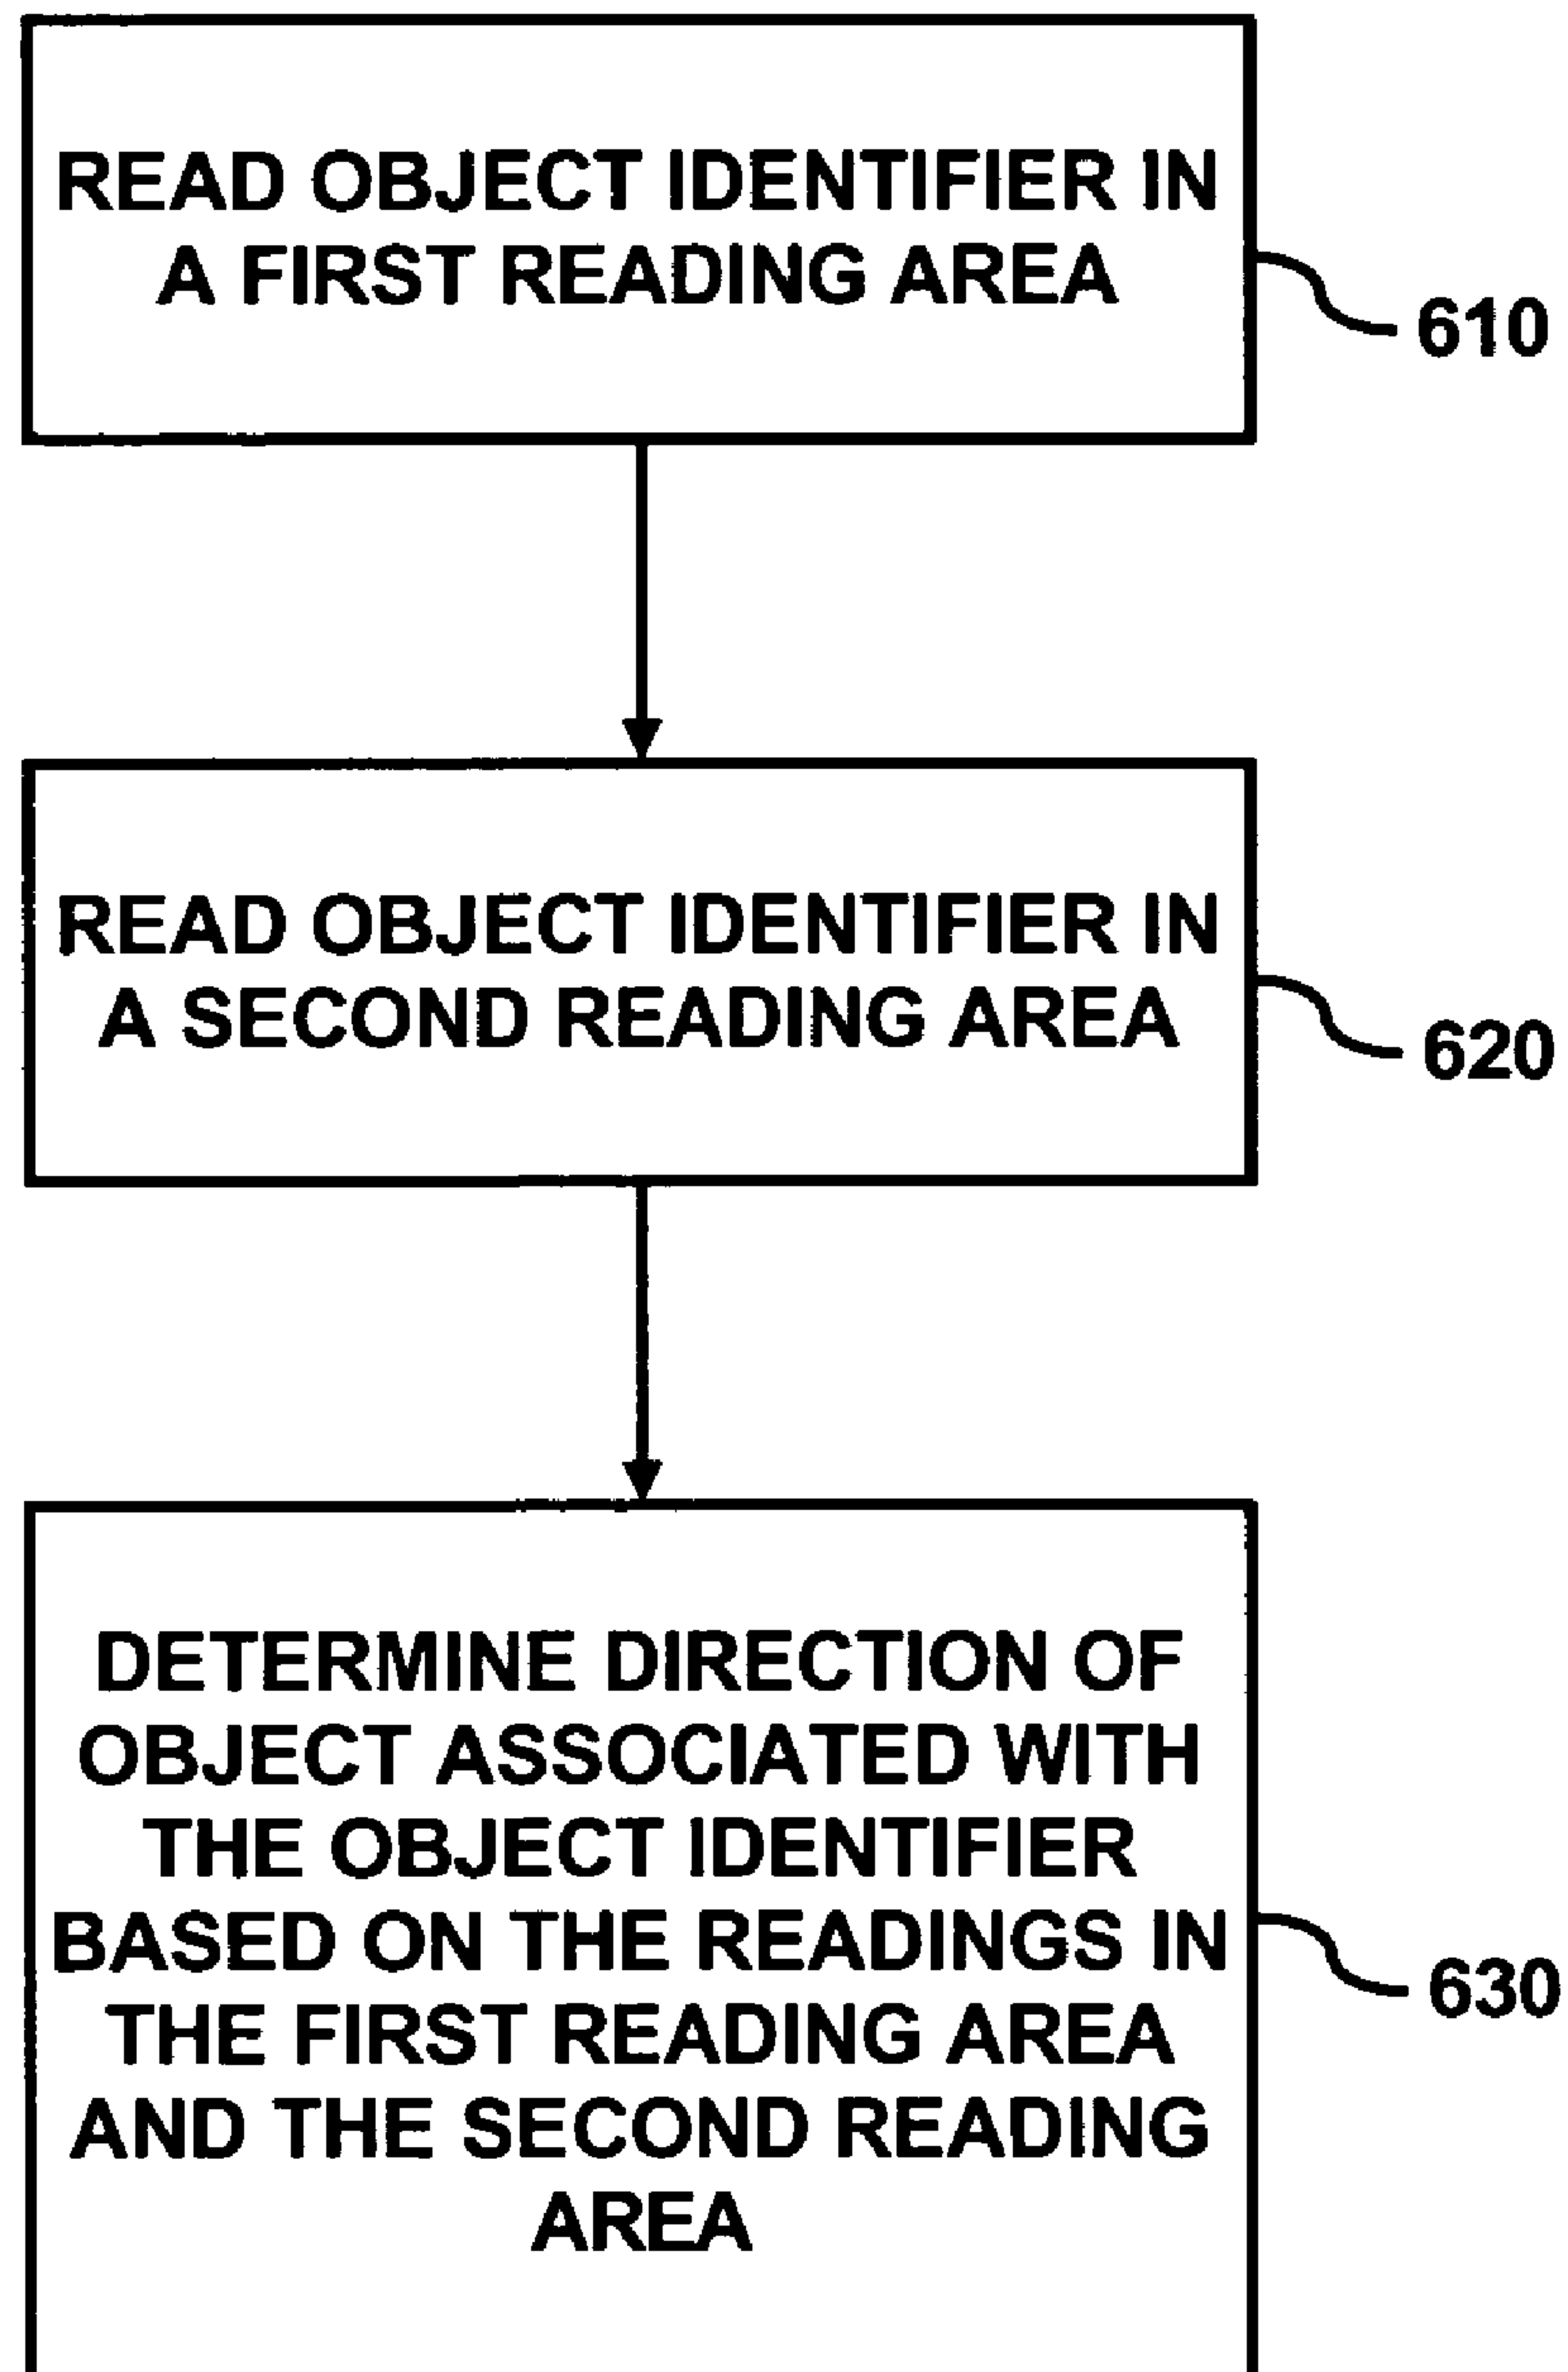 READ OBJECT IDENTIFIER IN
A FIRST READING AREA
610
READ OBJECT IDENTIFIER IN
A SECOND READING AREA
620
DETERMINE DIRECTION OF
OBJECT ASSOCIATED WITH
THE OBJECT IDENTIFIER
BASED ON THE READINGS IN
THE FIRST READING AREA
AND THE SECOND READING
AREA
630